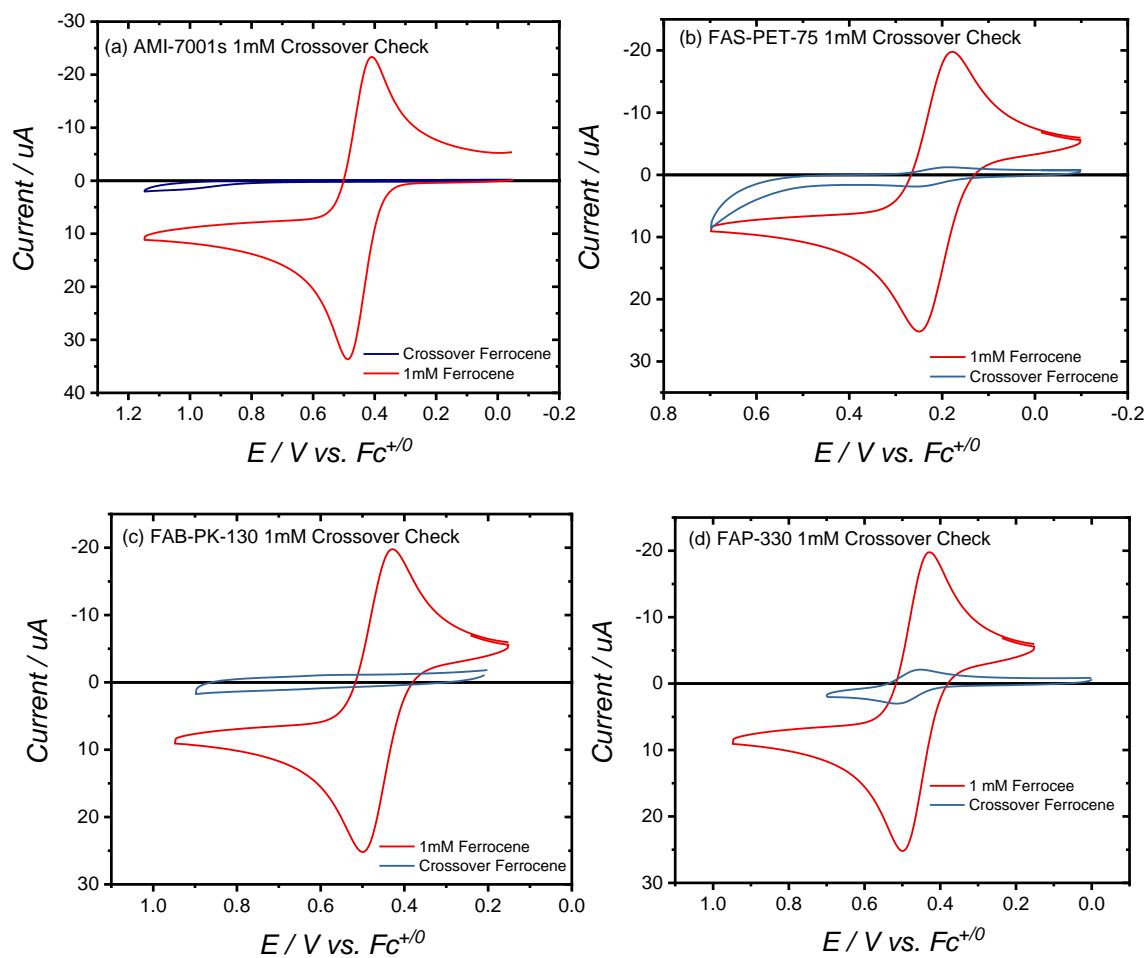 (a) AMI-7001s 1mM Crossover Check
-30
-20
-10
0
10
20
30
40
Current / uA
1.2
1.0
0.8
0.6
0.4
0.2
0.0
-0.2
E / V vs. Fc+/0
Crossover Ferrocene
1mM Ferrocene
(b) FAS-PET-75 1mM Crossover Check
-20
-10
0
10
20
30
Current / uA
0.8
0.6
0.4
0.2
0.0
-0.2
E / V vs. Fc+/0
1mM Ferrocene
Crossover Ferrocene
(c) FAB-PK-130 1mM Crossover Check
-20
-10
0
10
20
30
Current / uA
1.0
0.8
0.6
0.4
0.2
0.0
E / V vs. Fc+/0
1mM Ferrocene
Crossover Ferrocene
(d) FAP-330 1mM Crossover Check
-20
-10
0
10
20
30
Current / uA
1.0
0.8
0.6
0.4
0.2
0.0
E / V vs. Fc+/0
1 mM Ferrocee
Crossover Ferrocene